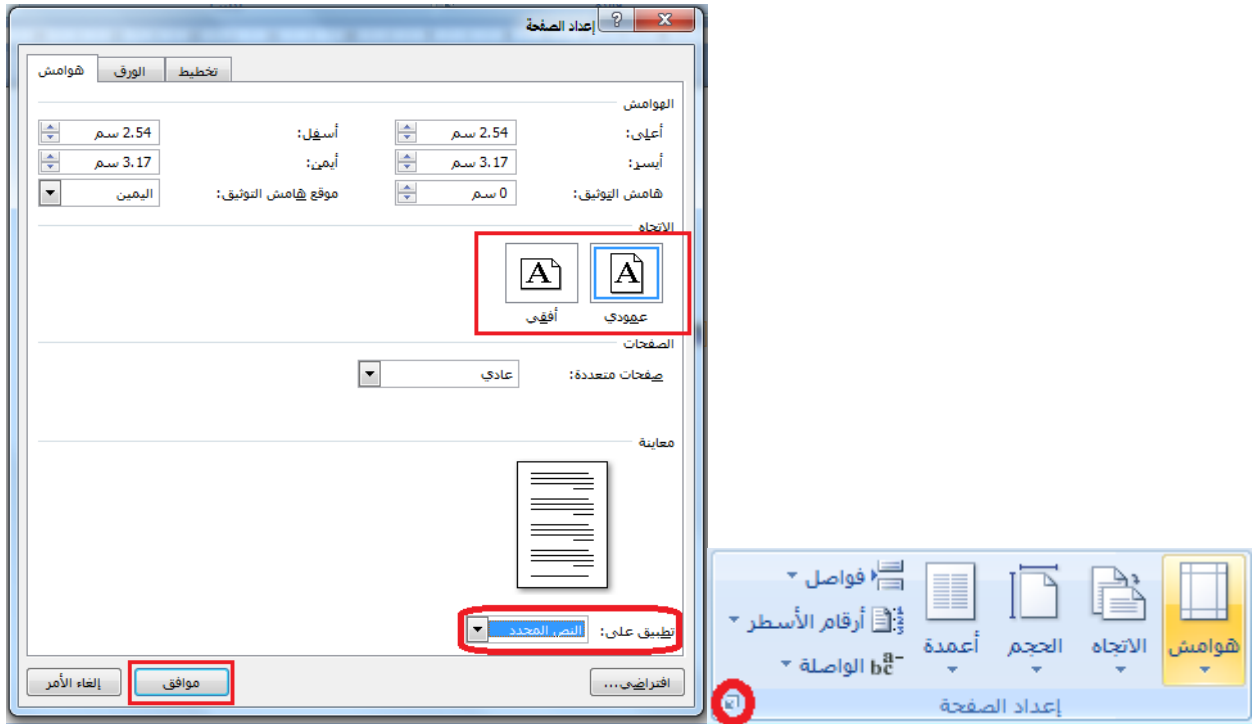 إعداد الصفحة
هوامش الورق تخطيط
الهوامش
أعلى: 2.54 سم أسفل: 2.54 سم
أيسر: 3.17 سم أيمن: 3.17 سم
هامش التوثيق: 0 سم موقع هامش التوثيق: اليمين
الاتجاه
A A
عمودي أفقي
الصفحات
صفحات متعددة: عادي
معاينة
تطبيق على: النص المحدد
افتراضي... موافق إلغاء الأمر
هوامش الاتجاه الحجم أعمدة
فواصل
أرقام الأسطر
الواصلة
إعداد الصفحة